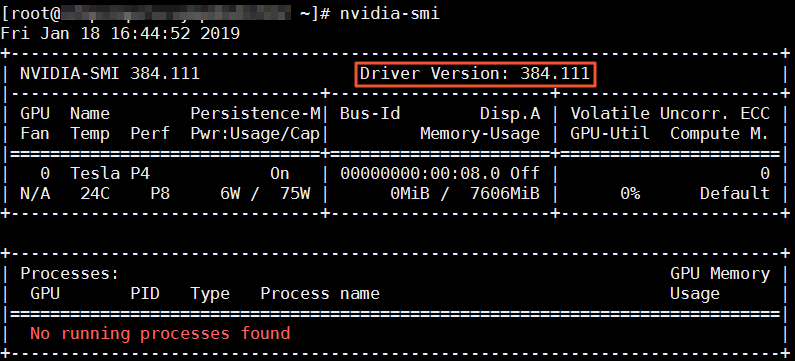 [root@ ~]# nvidia-smi
Fri Jan 18 16:44:52 2019
NVIDIA-SMI 384.111 Driver Version: 384.111
GPU Name Persistence-M| Bus-Id Disp.A | Volatile Uncorr. ECC
Fan Temp Perf Pwr:Usage/Cap| Memory-Usage | GPU-Util Compute M.
0 Tesla P4 On | 00000000:00:08.0 Off | 0
N/A 24C P8 6W / 75W | 0MiB / 7606MiB | 0% Default
Processes: GPU Memory
GPU PID Type Process name Usage
No running processes found